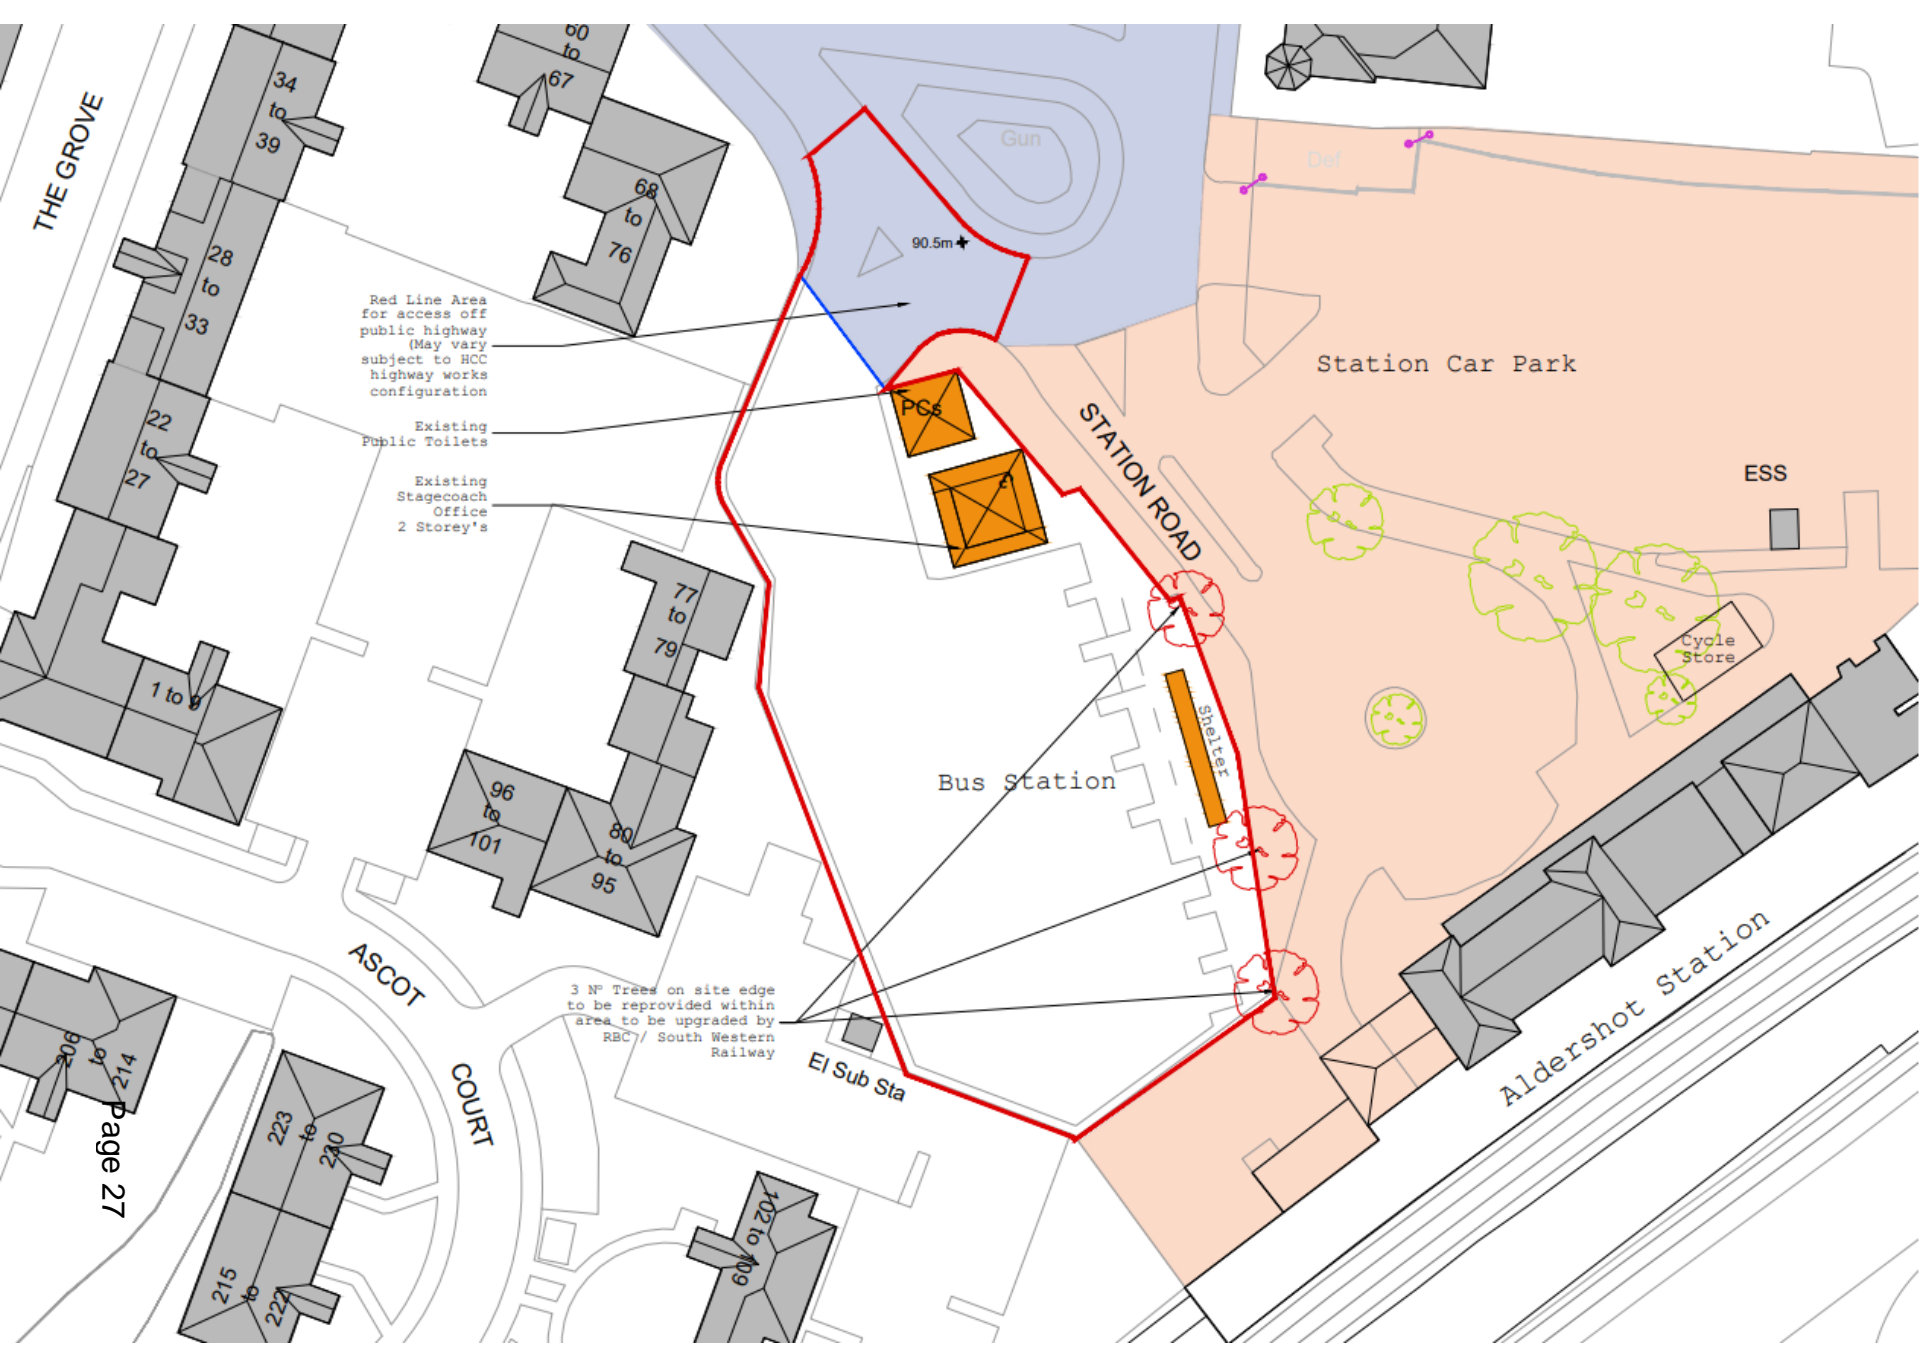 60
to
67
34
to
39
THE GROVE
Gun
Def
68
to
76
28
to
33
90.5m
Red Line Area
for access off
public highway
(May vary
subject to HCC
highway works
configuration
Station Car Park
22
to
27
Existing
Public Toilets
PCs
STATION ROAD
ESS
Existing
Stagecoach
Office
2 Storey's
77
to
79
Cycle
Store
1 to 9
Shelter
Bus Station
96
to
101
80
to
95
ASCOT
COURT
3 Nº Trees on site edge
to be reprovided within
area to be upgraded by
RBC / South Western
Railway
Aldershot Station
El Sub Sta
206
to
214
Page 27
223
to
230
102 to 109
215
to
222